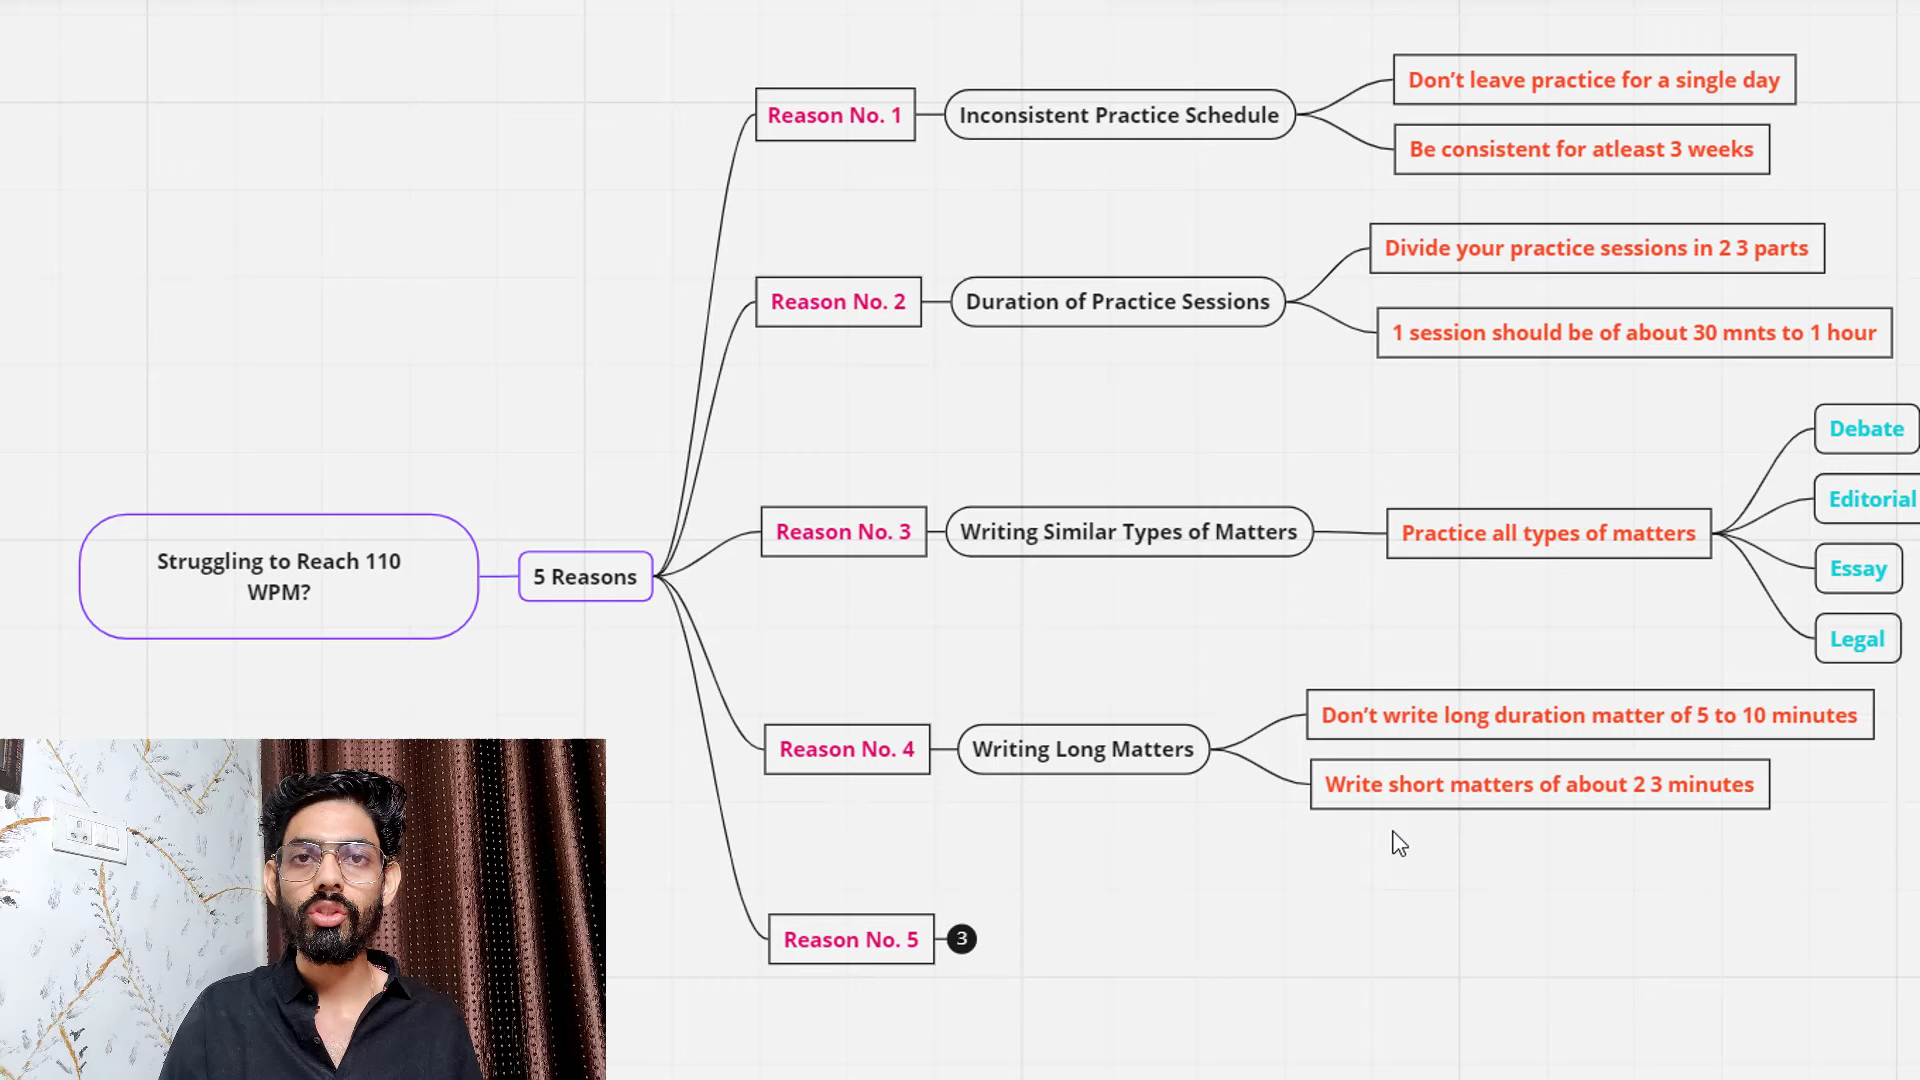 Struggling to Reach 110
WPM?
5 Reasons
Reason No. 1
Inconsistent Practice Schedule
Don’t leave practice for a single day
Be consistent for atleast 3 weeks
Reason No. 2
Duration of Practice Sessions
Divide your practice sessions in 2 3 parts
1 session should be of about 30 mnts to 1 hour
Reason No. 3
Writing Similar Types of Matters
Practice all types of matters
Debate
Editorial
Essay
Legal
Reason No. 4
Writing Long Matters
Don’t write long duration matter of 5 to 10 minutes
Write short matters of about 2 3 minutes
Reason No. 5
3